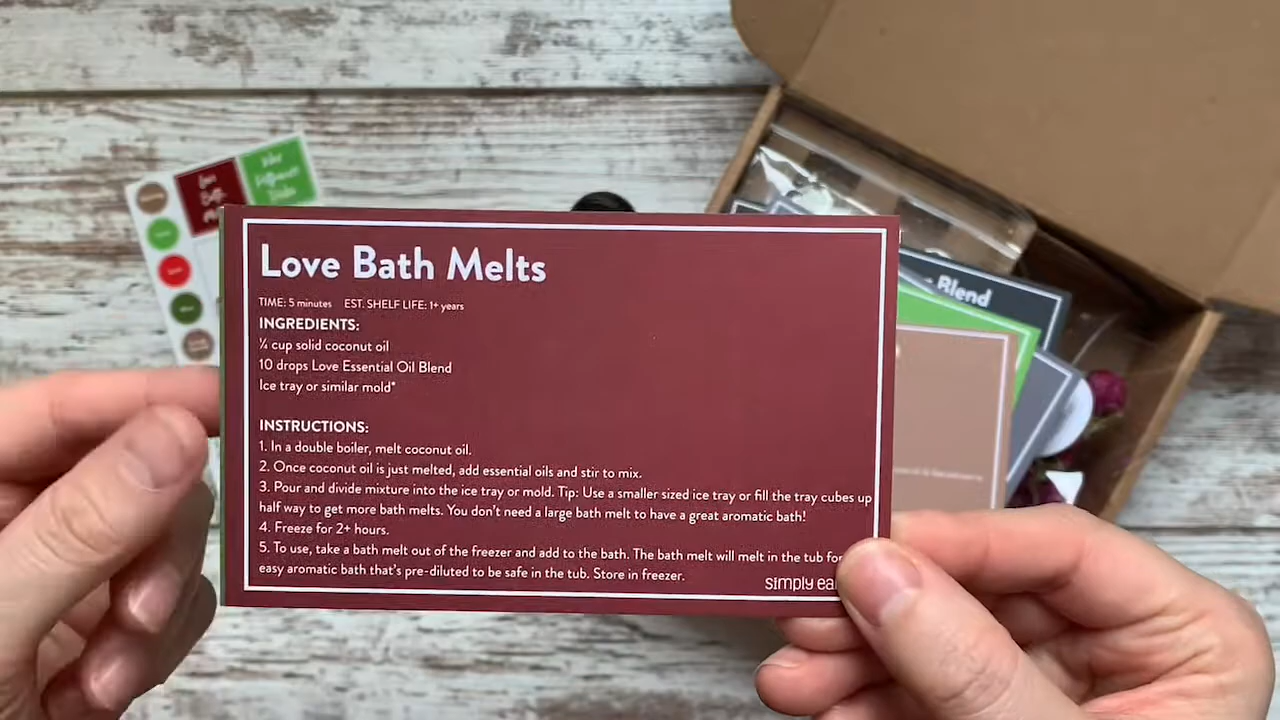 Love Bath Melts
TIME: 5 minutes EST. SHELF LIFE: 1+ years
INGREDIENTS:
¼ cup solid coconut oil
10 drops Love Essential Oil Blend
Ice tray or similar mold*
INSTRUCTIONS:
1. In a double boiler, melt coconut oil.
2. Once coconut oil is just melted, add essential oils and stir to mix.
3. Pour and divide mixture into the ice tray or mold. Tip: Use a smaller sized ice tray or fill the tray cubes up
half way to get more bath melts. You don't need a large bath melt to have a great aromatic bath!
4. Freeze for 2+ hours.
5. To use, take a bath melt out of the freezer and add to the bath. The bath melt will melt in the tub for
easy aromatic bath that's pre-diluted to be safe in the tub. Store in freezer.
simply ea
Blend